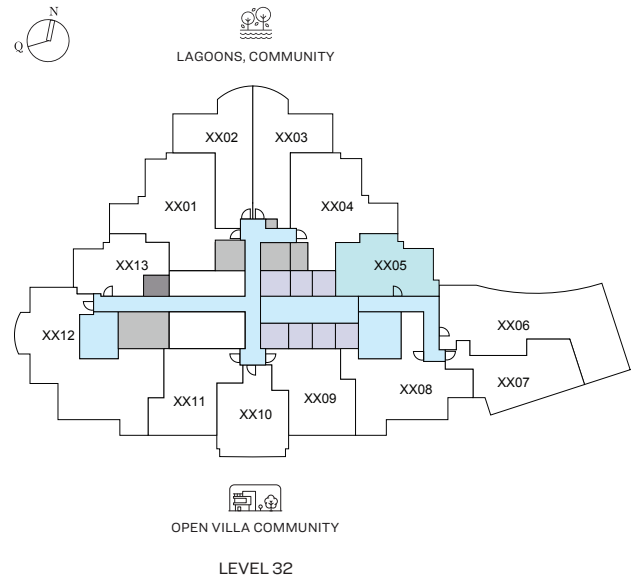 N
Q
LAGOONS, COMMUNITY
XX02 XX03
XX01 XX04
XX13 XX05
XX12 XX06
XX07
XX08
XX11 XX09
XX10
OPEN VILLA COMMUNITY
LEVEL 32